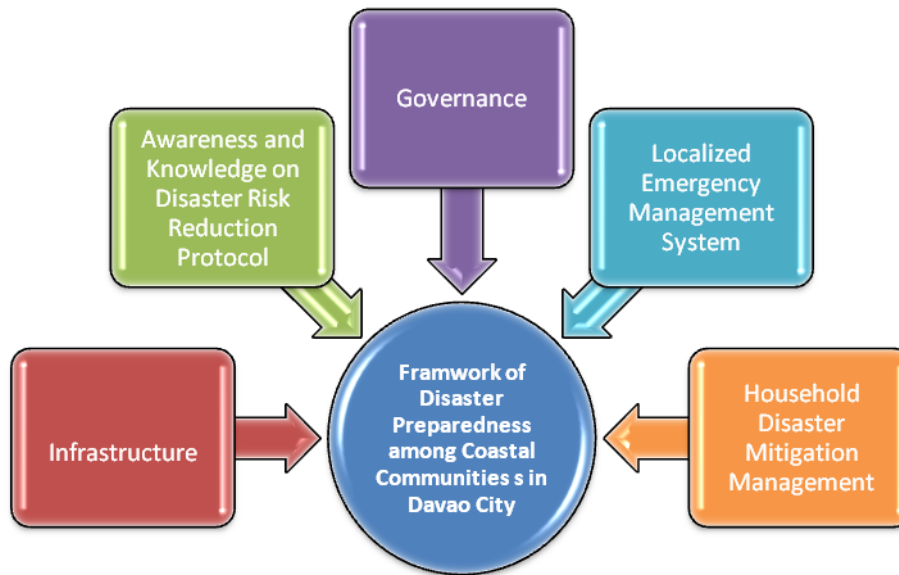 Governance
Awareness and
Knowledge on
Disaster Risk
Reduction
Protocol
Localized
Emergency
Management
System
Infrastructure
Framwork of
Disaster
Preparedness
among Coastal
Communities s in
Davao City
Household
Disaster
Mitigation
Management